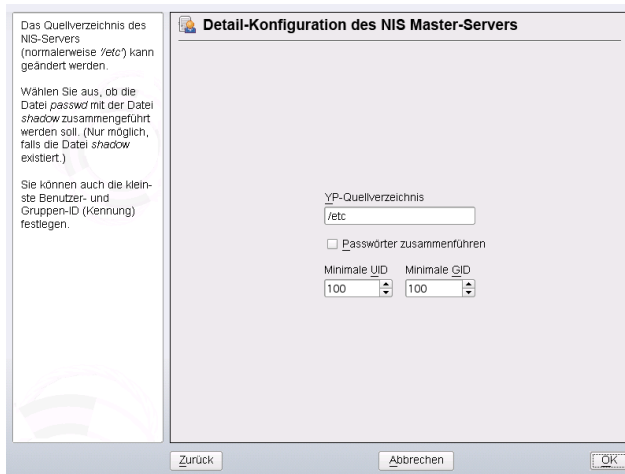 Das Quellverzeichnis des
NIS-Servers
(normalerweise '/etc') kann
geändert werden.
Wählen Sie aus, ob die
Datei passwd mit der Datei
shadow zusammengeführt
werden soll. (Nur möglich,
falls die Datei shadow
existiert.)
Sie können auch die klein-
ste Benutzer- und
Gruppen-ID (Kennung)
festlegen.
Detail-Konfiguration des NIS Master-Servers
YP-Quellverzeichnis
/etc
Passwörter zusammenführen
Minimale UID Minimale GID
100 100
Zurück Abbrechen OK